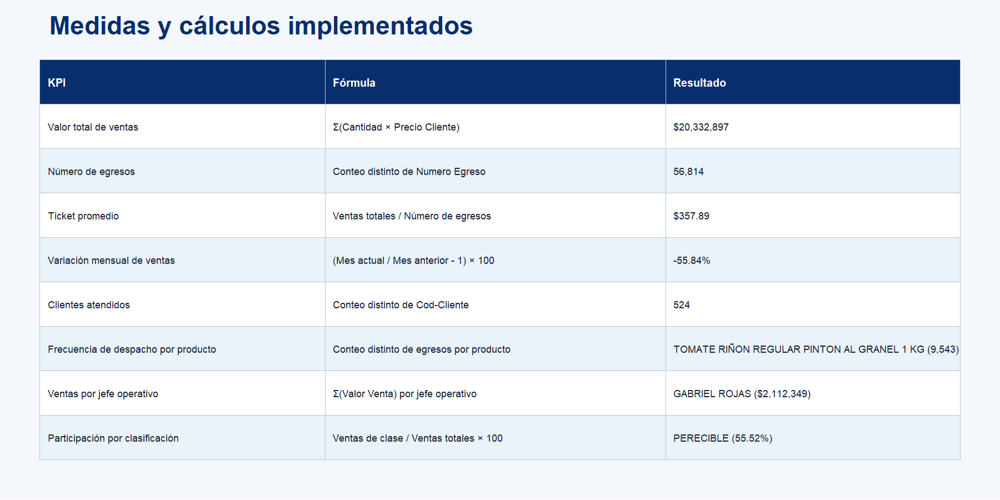 Medidas y cálculos implementados
KPI Fórmula Resultado
Valor total de ventas Σ(Cantidad × Precio Cliente) $20,332,897
Número de egresos Conteo distinto de Numero Egreso 56,814
Ticket promedio Ventas totales / Número de egresos $357.89
Variación mensual de ventas (Mes actual / Mes anterior - 1) × 100 -55.84%
Clientes atendidos Conteo distinto de Cod-Cliente 524
Frecuencia de despacho por producto Conteo distinto de egresos por producto TOMATE RIÑON REGULAR PINTON AL GRANEL 1 KG (9,543)
Ventas por jefe operativo Σ(Valor Venta) por jefe operativo GABRIEL ROJAS ($2,112,349)
Participación por clasificación Ventas de clase / Ventas totales × 100 PERECIBLE (55.52%)